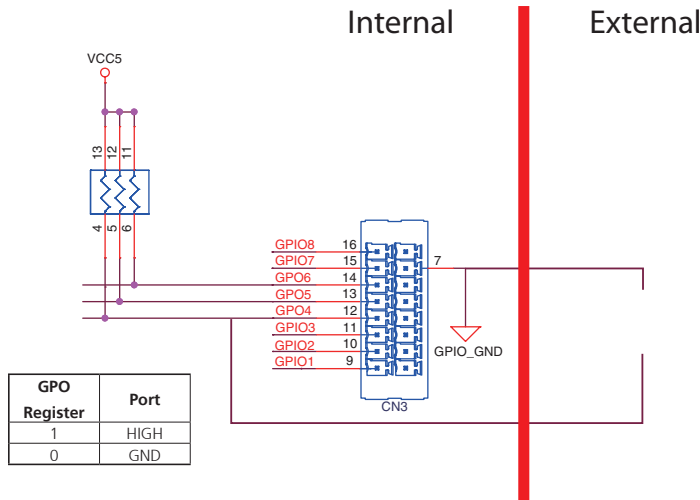 Internal
External
VCC5
13
12
11
4
5
6
GPIO8 16
GPIO7 15
GPO6 14
GPO5 13
GPO4 12
GPIO3 11
GPIO2 10
GPIO1 9
7
GPIO_GND
CN3
GPO Register Port
1 HIGH
0 GND